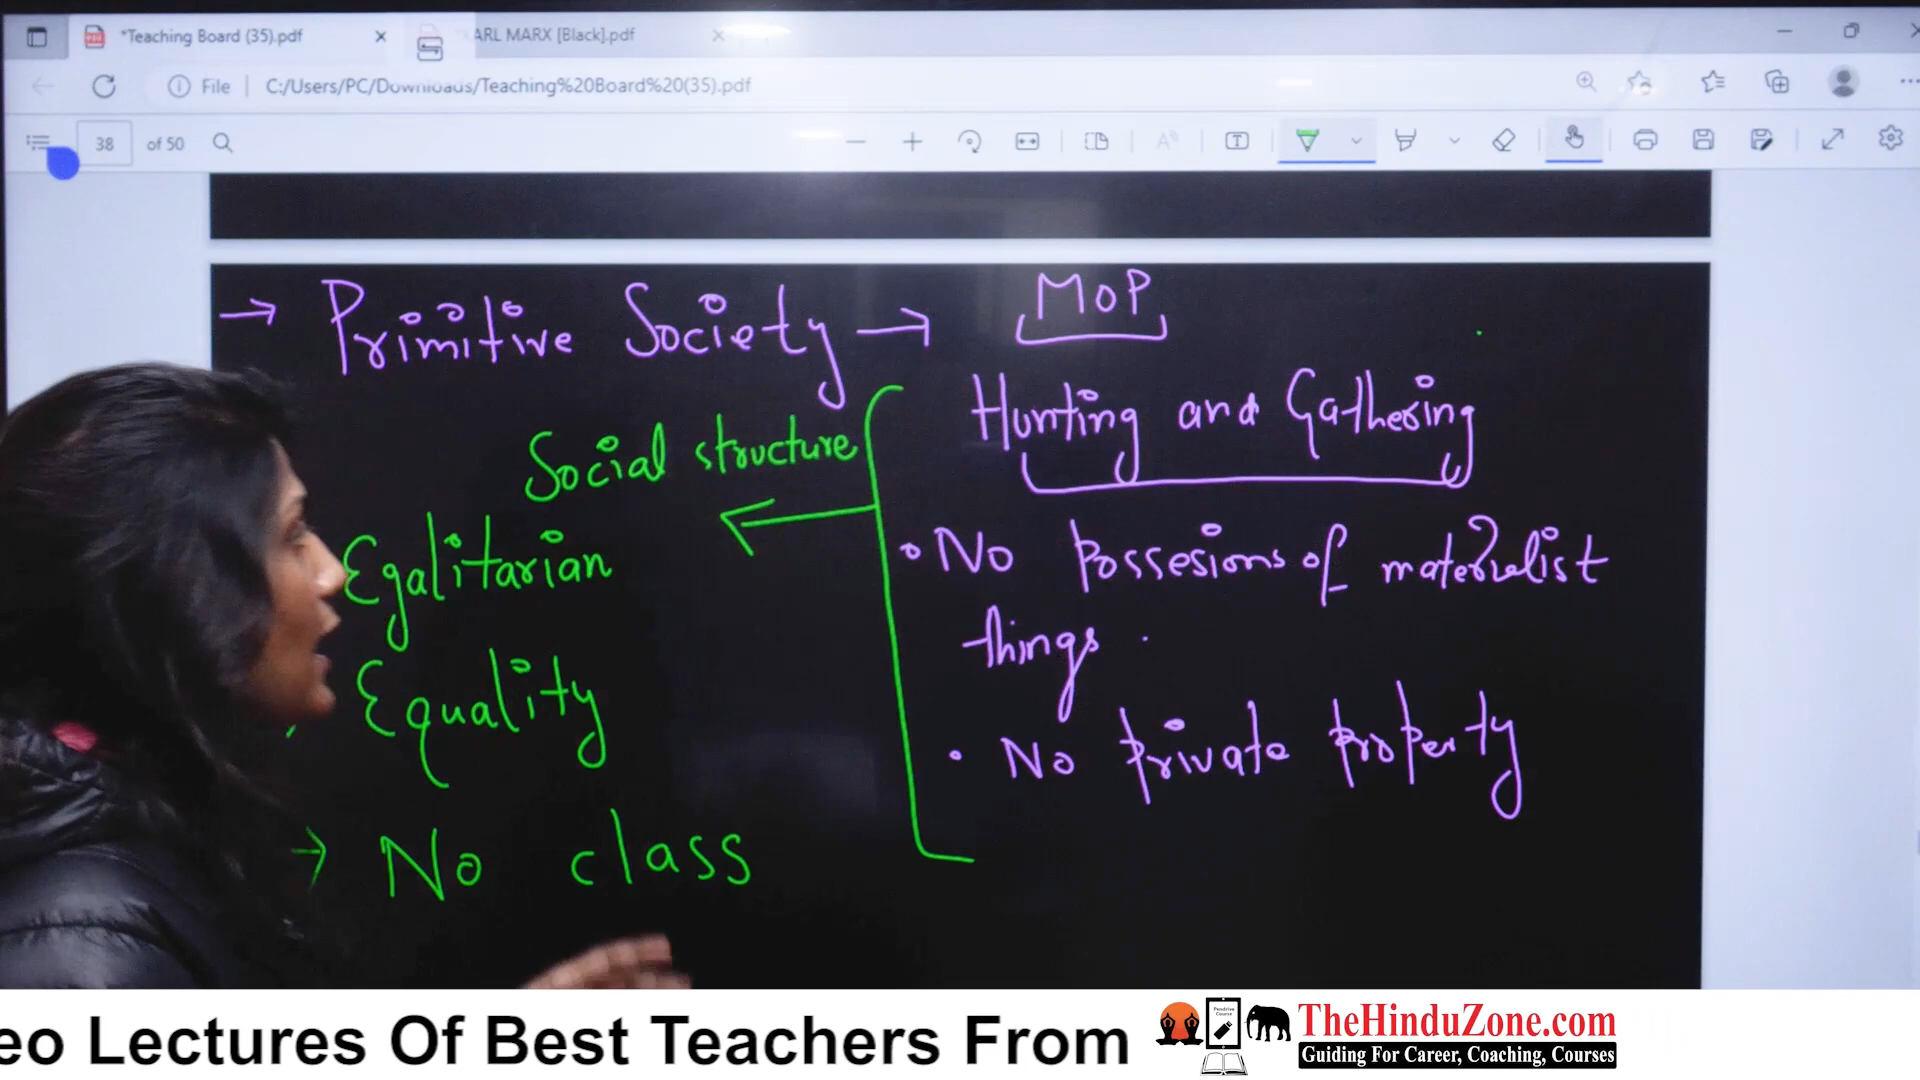 *Teaching Board (35).pdf
ARL MARX [Black].pdf
File
C:/Users/PC/Downloads/Teaching%20Board%20(35).pdf
38 of 50
→ Primitive Society → MOP
Hunting and Gathering
Social structure
• No possesions of materialist
things.
Egalitarian
Equality
• No private property
→ No class
eo Lectures Of Best Teachers From
Pendrive Course
TheHinduZone.com
Guiding For Career, Coaching, Courses